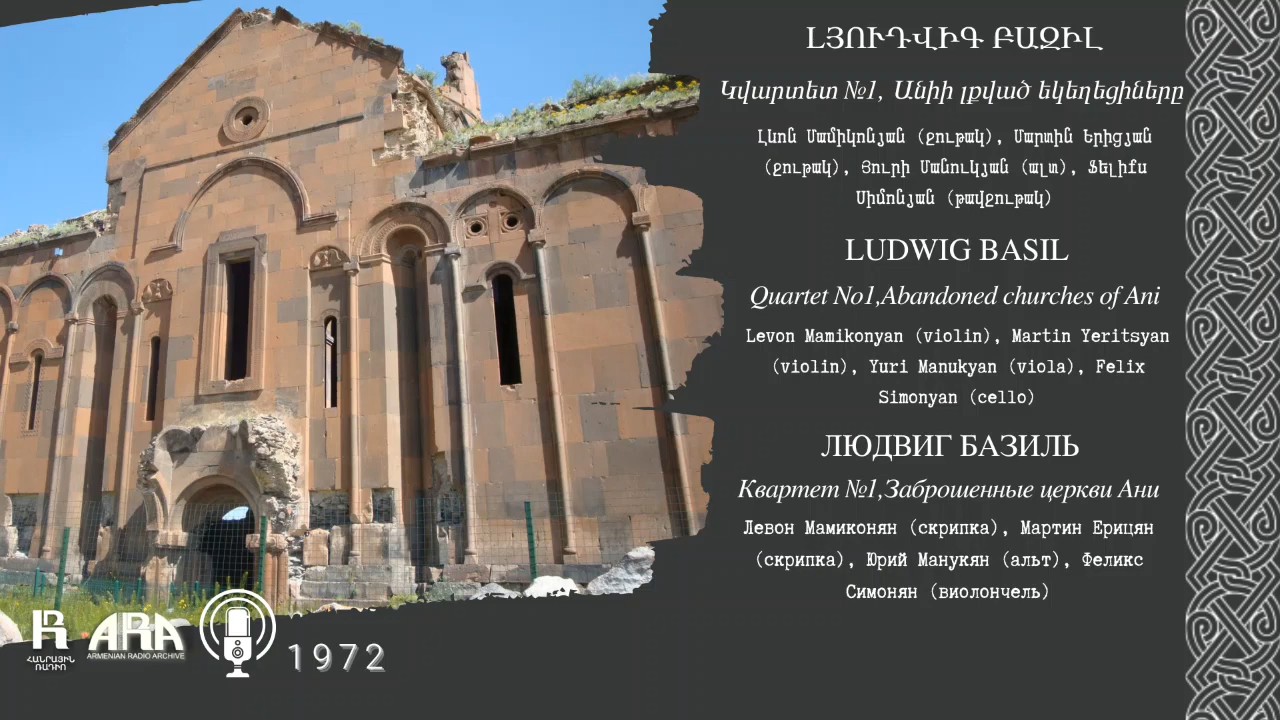 ԼՅՈՒԴՎԻԳ ԲԱԶԻԼ
Կվարտետ №1, Անիի լքված եկեղեցիները
Լևոն Մամիկոնյան (ջութակ), Մարտին Երիցյան
(ջութակ), Յուրի Մանուկյան (ալտ), Ֆելիքս
Սիմոնյան (թավջութակ)
LUDWIG BASIL
Quartet No1,Abandoned churches of Ani
Levon Mamikonyan (violin), Martin Yeritsyan
(violin), Yuri Manukyan (viola), Felix
Simonyan (cello)
ЛЮДВИГ БАЗИЛЬ
Квартет №1,Заброшенные церкви Ани
Левон Мамиконян (скрипка), Мартин Ерицян
(скрипка), Юрий Манукян (альт), Феликс
Симонян (виолончель)
ՀԱՆՐԱՅԻՆ
ՌԱԴԻՈ
ARA
ARMENIAN RADIO ARCHIVE
1972